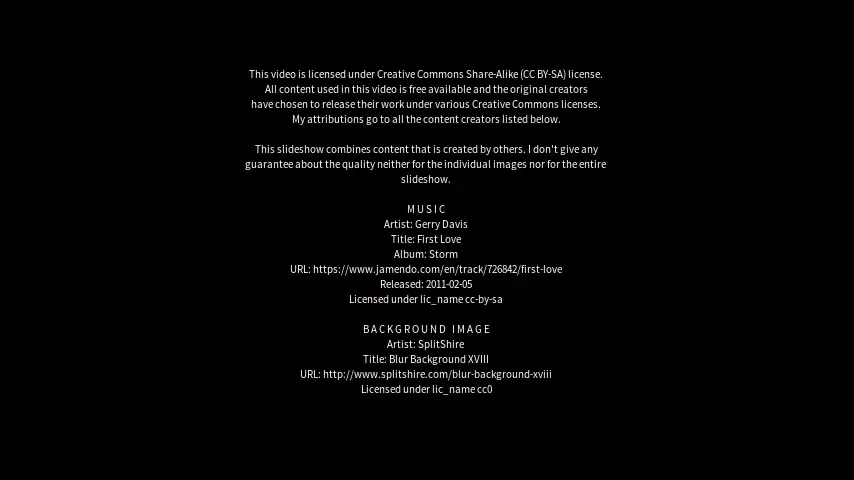 This video is licensed under Creative Commons Share-Alike (CC BY-SA) license.
All content used in this video is free available and the original creators
have chosen to release their work under various Creative Commons licenses.
My attributions go to all the content creators listed below.
This slideshow combines content that is created by others. I don't give any
guarantee about the quality neither for the individual images nor for the entire
slideshow.
MUSIC
Artist: Gerry Davis
Title: First Love
Album: Storm
URL: https://www.jamendo.com/en/track/726842/first-love
Released: 2011-02-05
Licensed under lic_name cc-by-sa
BACKGROUND IMAGE
Artist: SplitShire
Title: Blur Background XVIII
URL: http://www.splitshire.com/blur-background-xviii
Licensed under lic_name cc0